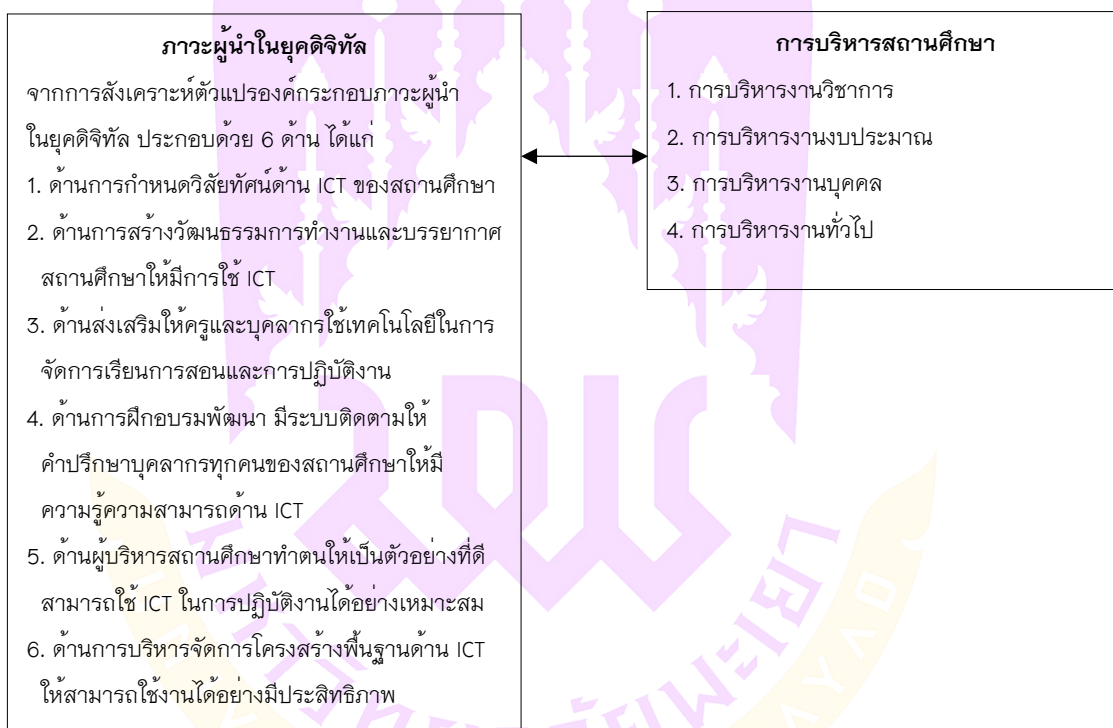 ภาวะผู้นำในยุคดิจิทัล
จากการสังเคราะห์ตัวแปรองค์กระกอบภาวะผู้นำ
ในยุคดิจิทัล ประกอบด้วย 6 ด้าน ได้แก่
1. ด้านการกำหนดวิสัยทัศน์ด้าน ICT ของสถานศึกษา
2. ด้านการสร้างวัฒนธรรมการทำงานและบรรยากาศ
สถานศึกษาให้มีการใช้ ICT
3. ด้านส่งเสริมให้ครูและบุคลากรใช้เทคโนโลยีในการ
จัดการเรียนการสอนและการปฏิบัติงาน
4. ด้านการฝึกอบรมพัฒนา มีระบบติดตามให้
คำปรึกษาบุคลากรทุกคนของสถานศึกษาให้มี
ความรู้ความสามารถด้าน ICT
5. ด้านผู้บริหารสถานศึกษาทำตนให้เป็นตัวอย่างที่ดี
สามารถใช้ ICT ในการปฏิบัติงานได้อย่างเหมาะสม
6. ด้านการบริหารจัดการโครงสร้างพื้นฐานด้าน ICT
ให้สามารถใช้งานได้อย่างมีประสิทธิภาพ
การบริหารสถานศึกษา
1. การบริหารงานวิชาการ
2. การบริหารงานงบประมาณ
3. การบริหารงานบุคคล
4. การบริหารงานทั่วไป